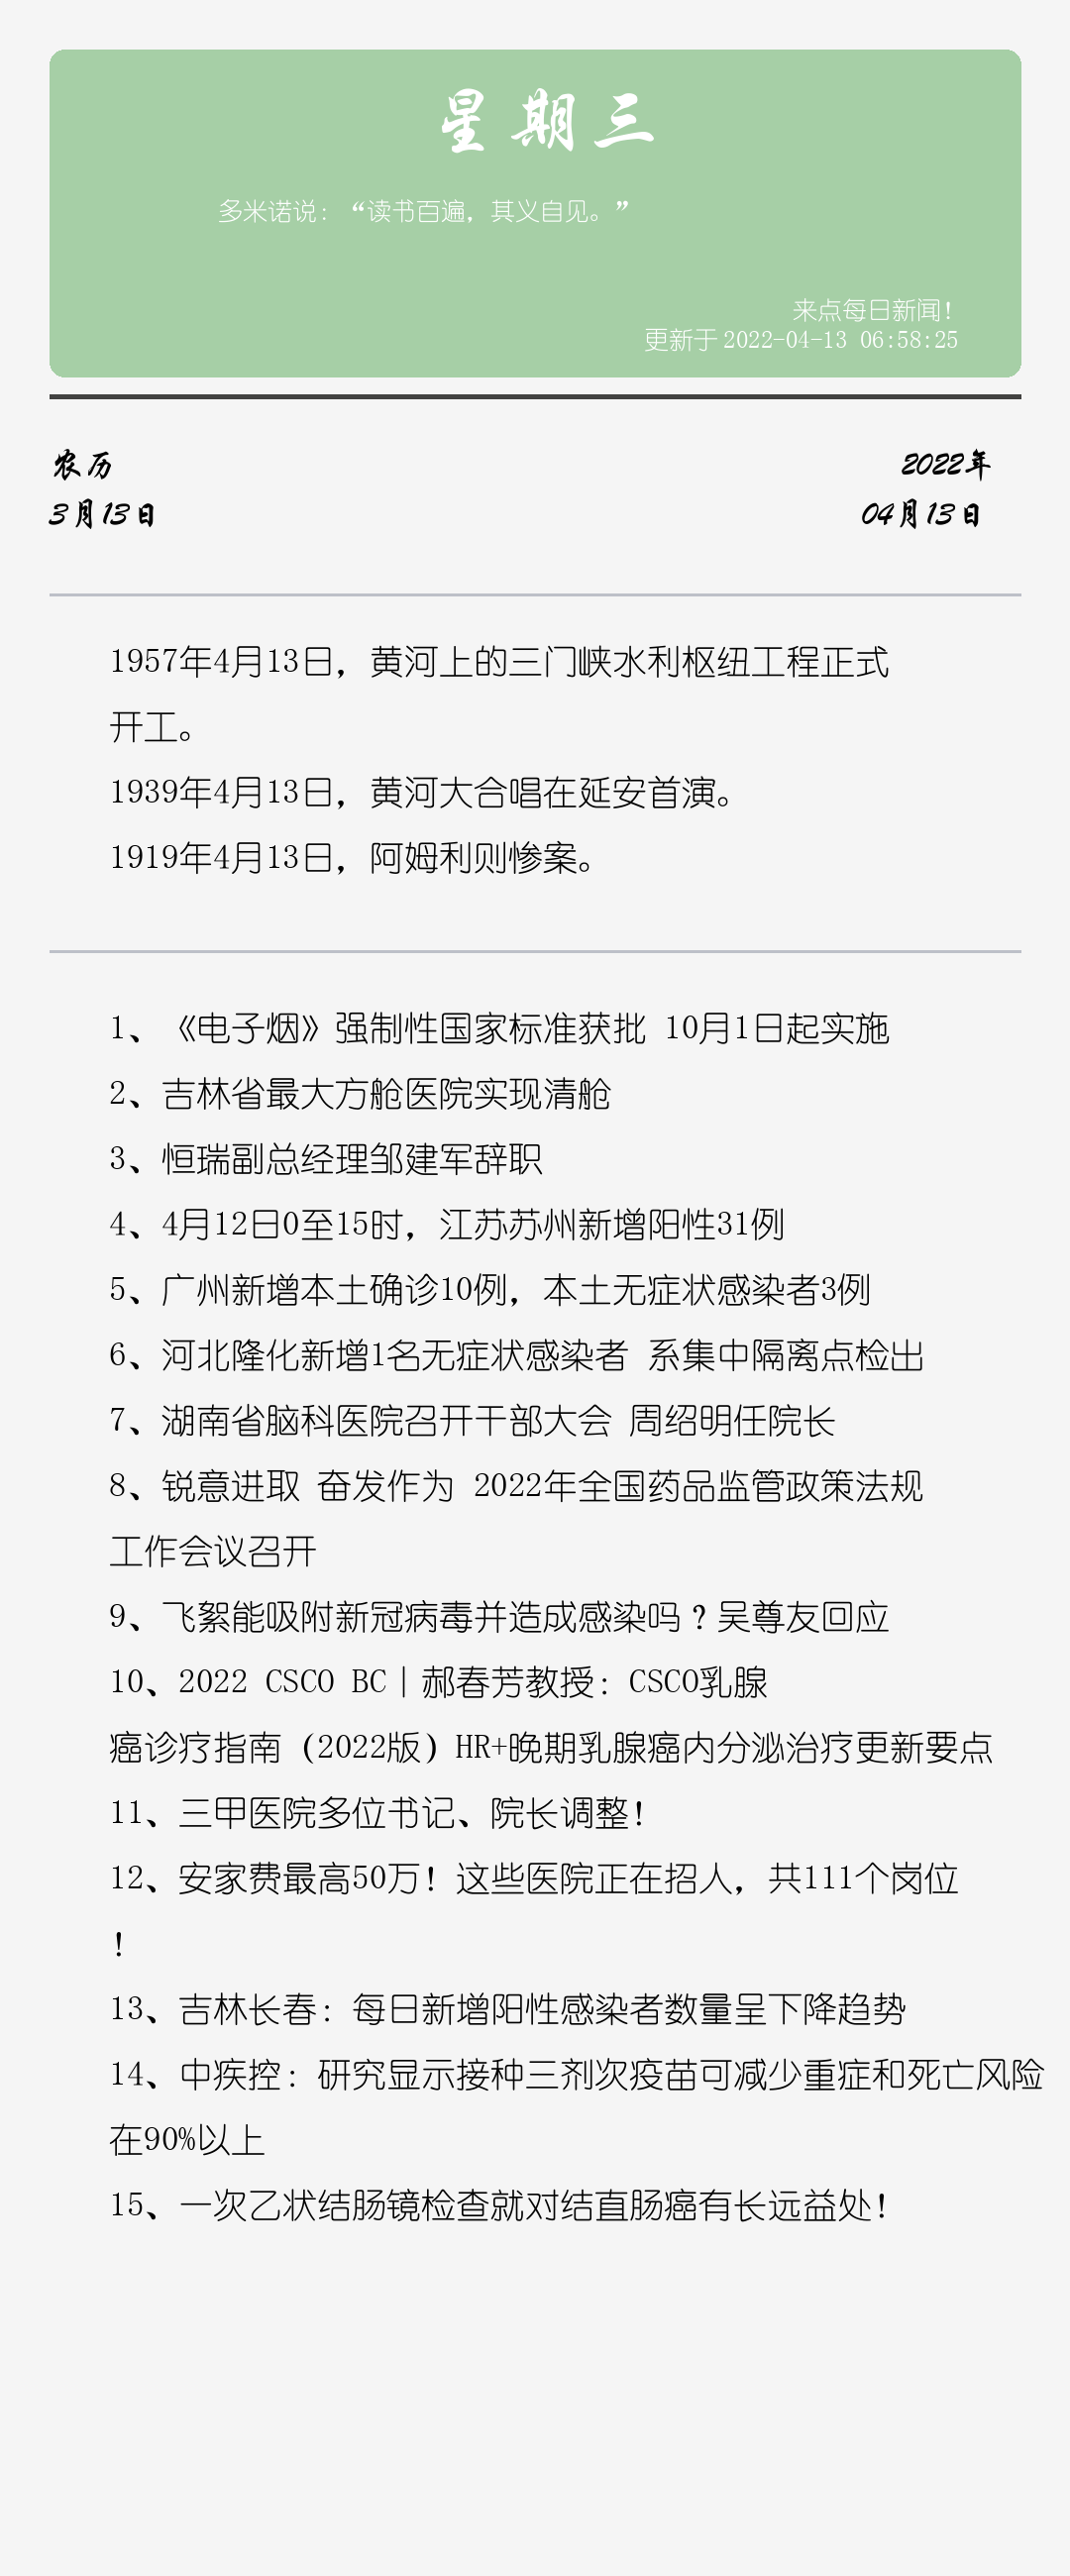 星期三
多米诺说：“读书百遍，其义自见。”
来点每日新闻！
更新于2022-04-13 06:58:25
农历
3月13日
2022年
04月13日
1957年4月13日，黄河上的三门峡水利枢纽工程正式
开工。
1939年4月13日，黄河大合唱在延安首演。
1919年4月13日，阿姆利则惨案。
1、《电子烟》强制性国家标准获批 10月1日起实施
2、吉林省最大方舱医院实现清舱
3、恒瑞副总经理邹建军辞职
4、4月12日0至15时，江苏苏州新增阳性31例
5、广州新增本土确诊10例，本土无症状感染者3例
6、河北隆化新增1名无症状感染者 系集中隔离点检出
7、湖南省脑科医院召开干部大会 周绍明任院长
8、锐意进取 奋发作为 2022年全国药品监管政策法规
工作会议召开
9、飞絮能吸附新冠病毒并造成感染吗？吴尊友回应
10、2022 CSCO BC｜郝春芳教授：CSCO乳腺
癌诊疗指南（2022版）HR+晚期乳腺癌内分泌治疗更新要点
11、三甲医院多位书记、院长调整！
12、安家费最高50万！这些医院正在招人，共111个岗位
！
13、吉林长春：每日新增阳性感染者数量呈下降趋势
14、中疾控：研究显示接种三剂次疫苗可减少重症和死亡风险
在90%以上
15、一次乙状结肠镜检查就对结直肠癌有长远益处！